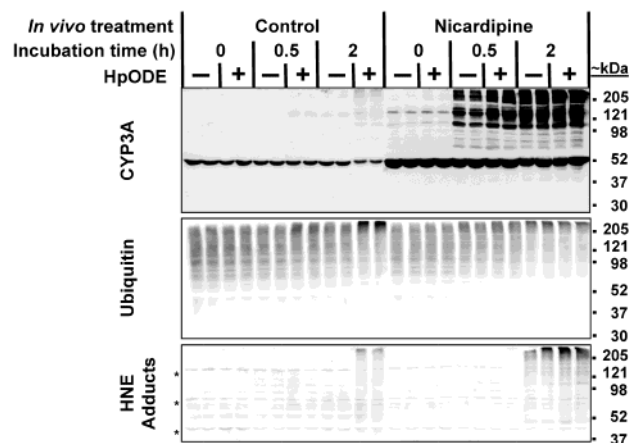 In vivo treatment Control Nicardipine
Incubation time (h) 0 0.5 2 0 0.5 2
HpODE − + − + − + − + − + − + ~kDa
CYP3A
205
121
98
52
37
30
Ubiquitin
205
121
98
52
37
30
HNE
Adducts
*
*
*
205
121
98
52
37